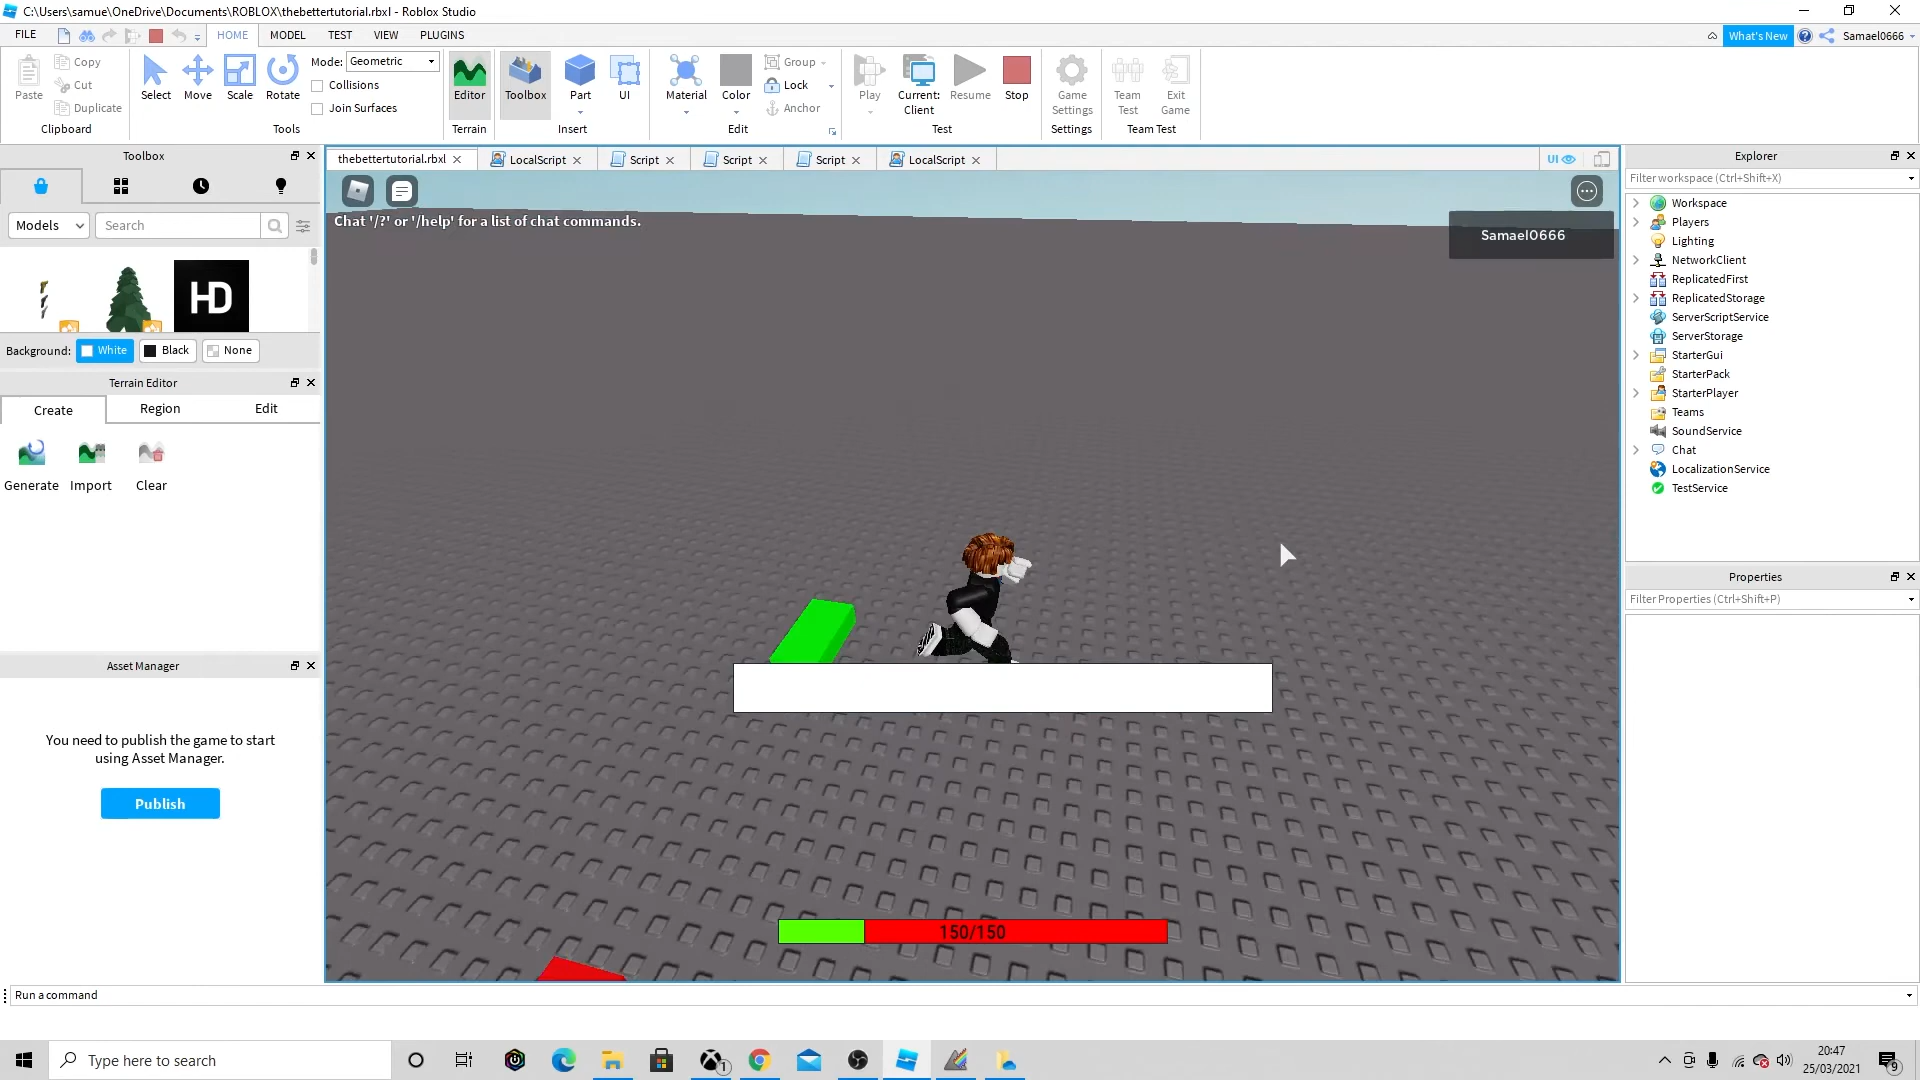 C:\Users\samue\OneDrive\Documents\ROBLOX\thebettertutorial.rbxl - Roblox Studio
FILE HOME MODEL TEST VIEW PLUGINS What's New Samael0666
Paste Copy Cut Duplicate Clipboard
Select Move Scale Rotate Mode: Geometric Collisions Join Surfaces Tools
Editor Terrain
Toolbox Part UI Insert
Material Color Group Lock Anchor Edit
Play Current: Client Resume Stop Test
Game Settings Settings
Team Test Exit Game Team Test
Toolbox
Models Search
HD
Background: White Black None
Terrain Editor
Create Region Edit
Generate Import Clear
Asset Manager
You need to publish the game to start
using Asset Manager.
Publish
thebettertutorial.rbxl LocalScript Script Script Script LocalScript UI
Chat '/?' or '/help' for a list of chat commands.
Samael0666
150/150
Explorer
Filter workspace (Ctrl+Shift+X)
Workspace
Players
Lighting
NetworkClient
ReplicatedFirst
ReplicatedStorage
ServerScriptService
ServerStorage
StarterGui
StarterPack
StarterPlayer
Teams
SoundService
Chat
LocalizationService
TestService
Properties
Filter Properties (Ctrl+Shift+P)
Run a command
Type here to search
1
20:47
25/03/2021
9